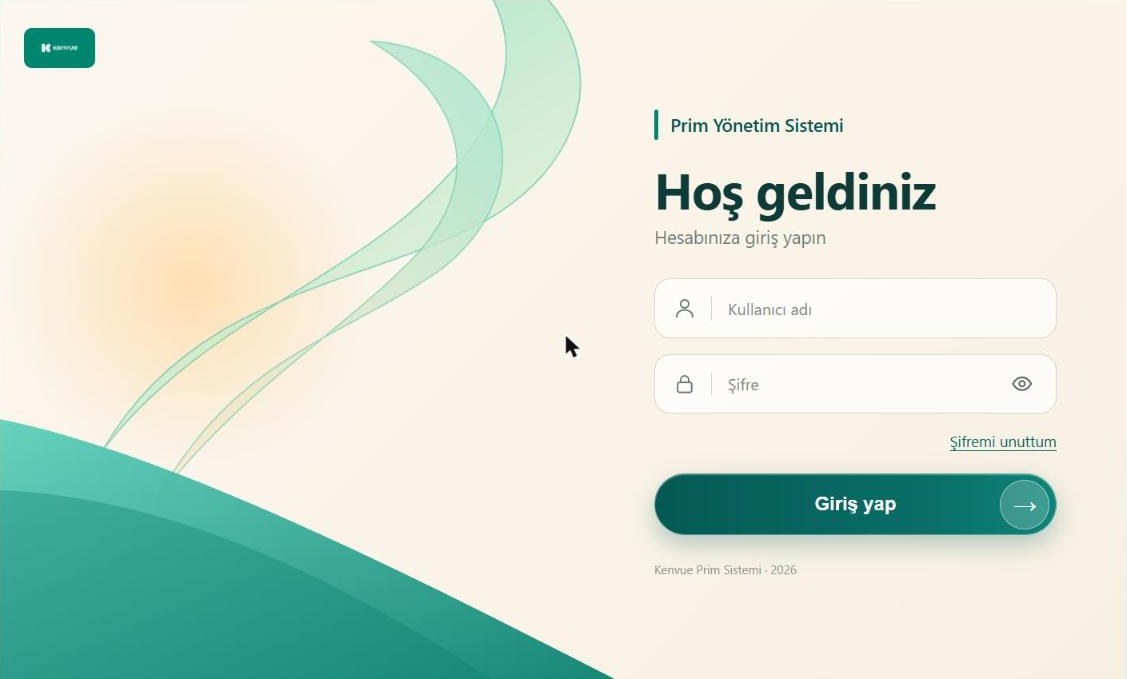 kenvue
Prim Yönetim Sistemi
Hoş geldiniz
Hesabınıza giriş yapın
Kullanıcı adı
Şifre
Şifremi unuttum
Giriş yap
Kenvue Prim Sistemi · 2026